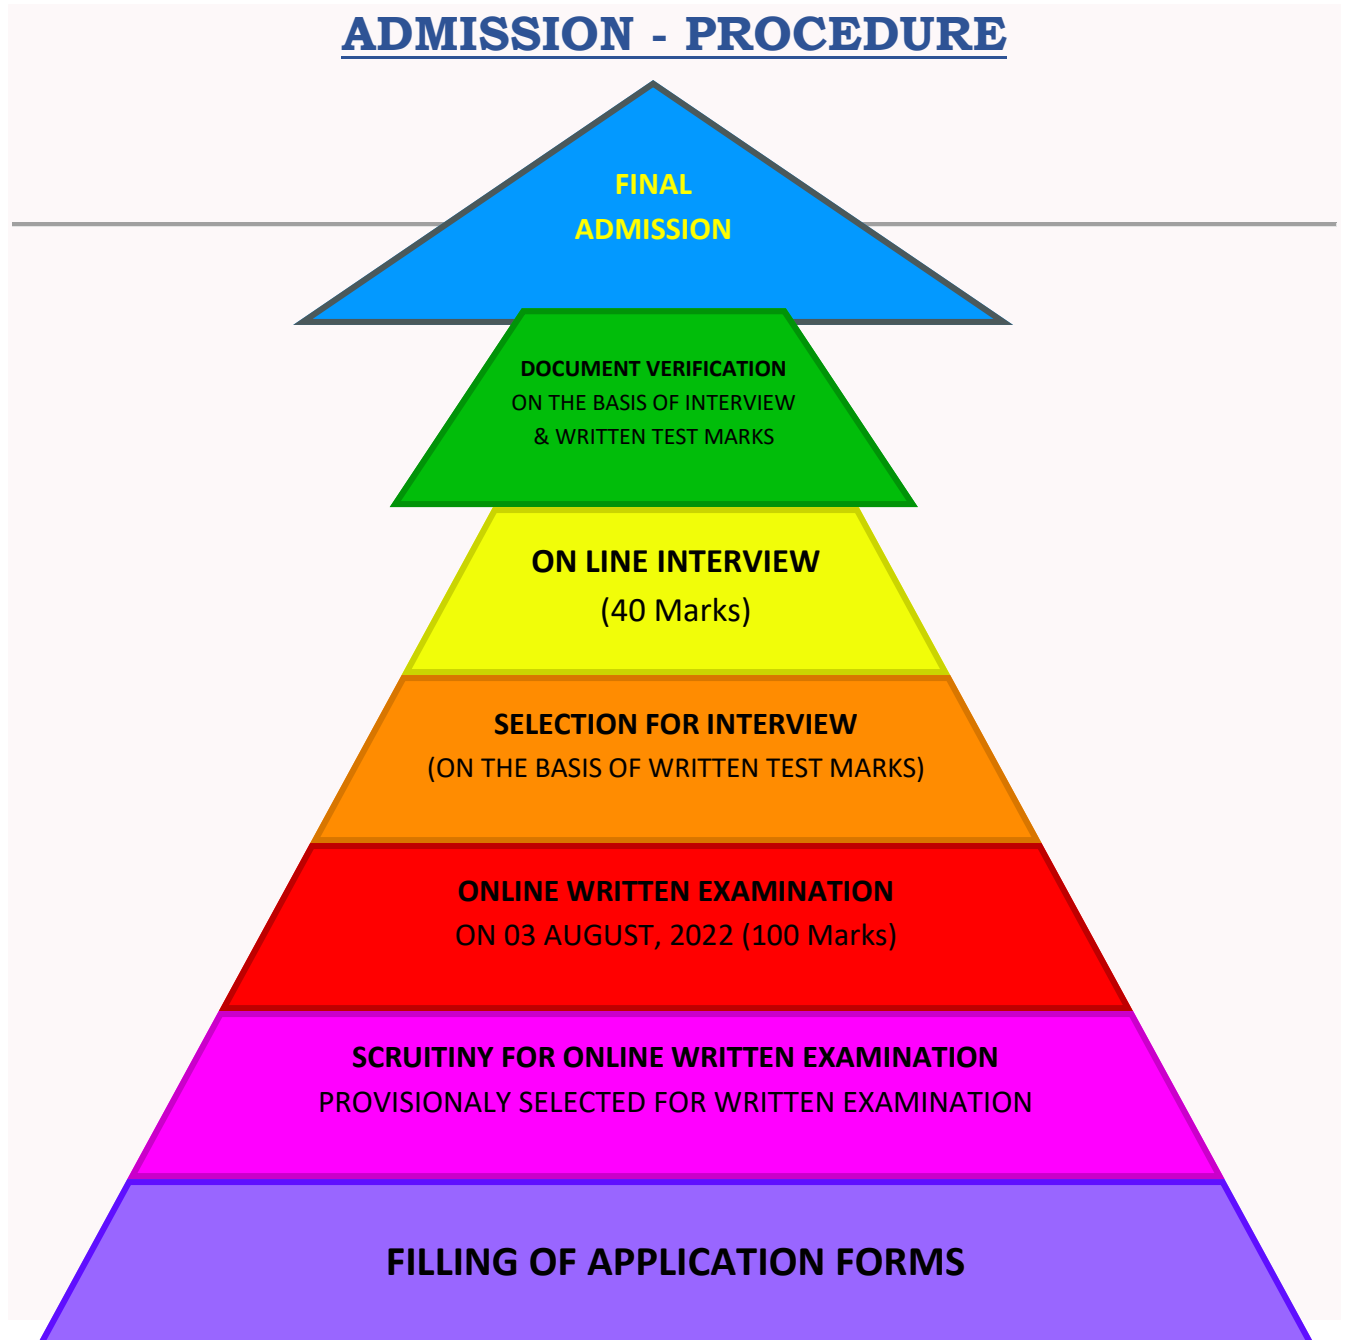 ADMISSION - PROCEDURE
FINAL
ADMISSION
DOCUMENT VERIFICATION
ON THE BASIS OF INTERVIEW
& WRITTEN TEST MARKS
ON LINE INTERVIEW
(40 Marks)
SELECTION FOR INTERVIEW
(ON THE BASIS OF WRITTEN TEST MARKS)
ONLINE WRITTEN EXAMINATION
ON 03 AUGUST, 2022 (100 Marks)
SCRUITINY FOR ONLINE WRITTEN EXAMINATION
PROVISIONALY SELECTED FOR WRITTEN EXAMINATION
FILLING OF APPLICATION FORMS